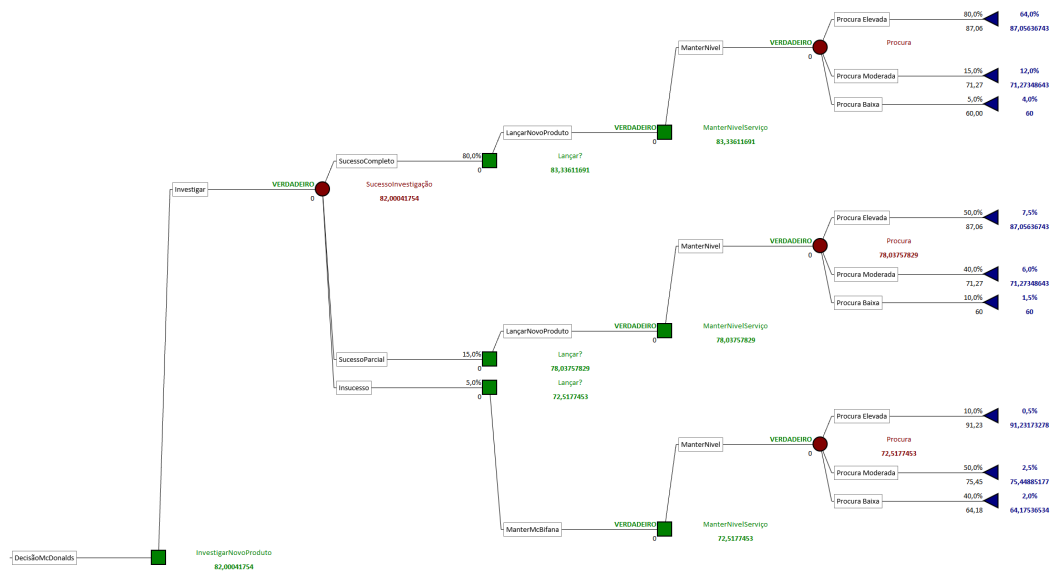 Procura Elevada 80,0% 64,0%
87,06 87,05636743
ManterNível VERDADEIRO Procura
0
Procura Moderada 15,0% 12,0%
71,27 71,27348643
Procura Baixa 5,0% 4,0%
60,00 60
LançarNovoProduto VERDADEIRO ManterNivelServiço
0 83,33611691
SucessoCompleto 80,0% Lançar?
0 83,33611691
Investigar VERDADEIRO SucessoInvestigação
0 82,00041754
Procura Elevada 50,0% 7,5%
87,06 87,05636743
ManterNível VERDADEIRO Procura
0 78,03757829
Procura Moderada 40,0% 6,0%
71,27 71,27348643
Procura Baixa 10,0% 1,5%
60 60
LançarNovoProduto VERDADEIRO ManterNivelServiço
0 78,03757829
SucessoParcial 15,0% Lançar?
0 78,03757829
Insucesso 5,0% Lançar?
0 72,5177453
Procura Elevada 10,0% 0,5%
91,23 91,23173278
ManterNível VERDADEIRO Procura
0 72,5177453
Procura Moderada 50,0% 2,5%
75,45 75,44885177
Procura Baixa 40,0% 2,0%
64,18 64,17536534
ManterMcBifana VERDADEIRO ManterNivelServiço
0 72,5177453
DecisãoMcDonalds InvestigarNovoProduto
82,00041754